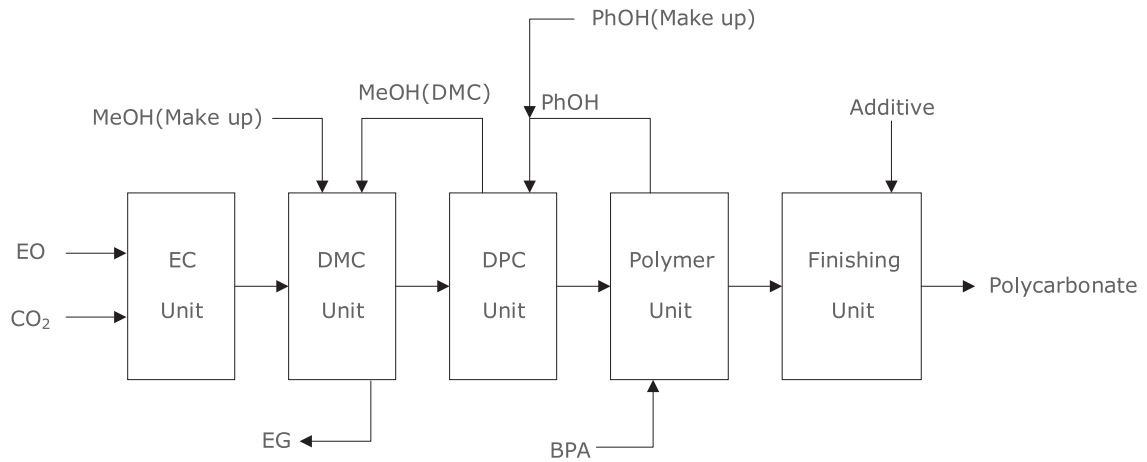 PhOH(Make up)
MeOH(DMC)
PhOH
MeOH(Make up)
Additive
EO
CO₂
EC
Unit
DMC
Unit
DPC
Unit
Polymer
Unit
Finishing
Unit
Polycarbonate
EG
BPA